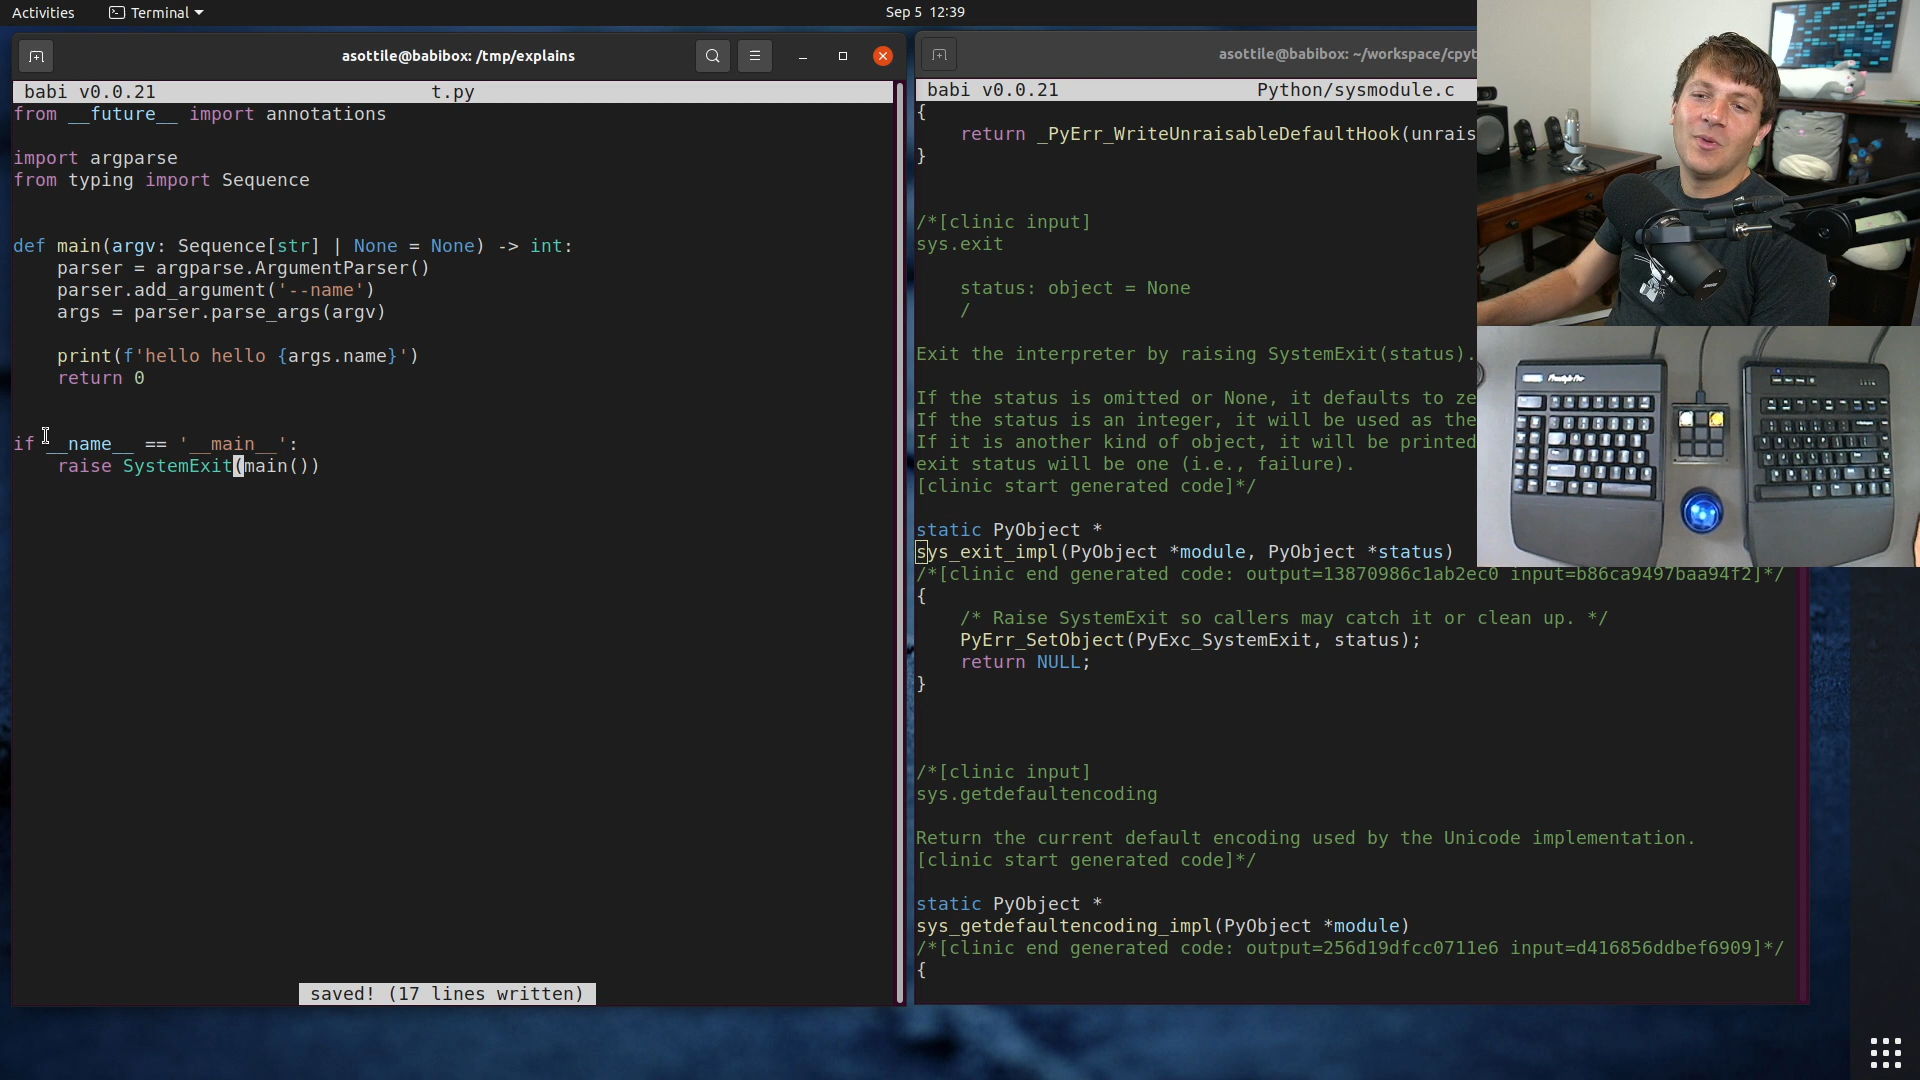 Activities
Terminal
Sep 5 12:39
asottile@babibox: /tmp/explains
babi v0.0.21 t.py
from __future__ import annotations
import argparse
from typing import Sequence
def main(argv: Sequence[str] | None = None) -> int:
    parser = argparse.ArgumentParser()
    parser.add_argument('--name')
    args = parser.parse_args(argv)
    print(f'hello hello {args.name}')
    return 0
if __name__ == '__main__':
    raise SystemExit(main())
saved! (17 lines written)
asottile@babibox: ~/workspace/cpyt
babi v0.0.21 Python/sysmodule.c
{
    return _PyErr_WriteUnraisableDefaultHook(unrais
}
/*[clinic input]
sys.exit
    status: object = None
    /
Exit the interpreter by raising SystemExit(status).
If the status is omitted or None, it defaults to ze
If the status is an integer, it will be used as the
If it is another kind of object, it will be printed
exit status will be one (i.e., failure).
[clinic start generated code]*/
static PyObject *
sys_exit_impl(PyObject *module, PyObject *status)
/*[clinic end generated code: output=13870986c1ab2ec0 input=b86ca9497baa94f2]*/
{
    /* Raise SystemExit so callers may catch it or clean up. */
    PyErr_SetObject(PyExc_SystemExit, status);
    return NULL;
}
/*[clinic input]
sys.getdefaultencoding
Return the current default encoding used by the Unicode implementation.
[clinic start generated code]*/
static PyObject *
sys_getdefaultencoding_impl(PyObject *module)
/*[clinic end generated code: output=256d19dfcc0711e6 input=d416856ddbef6909]*/
{